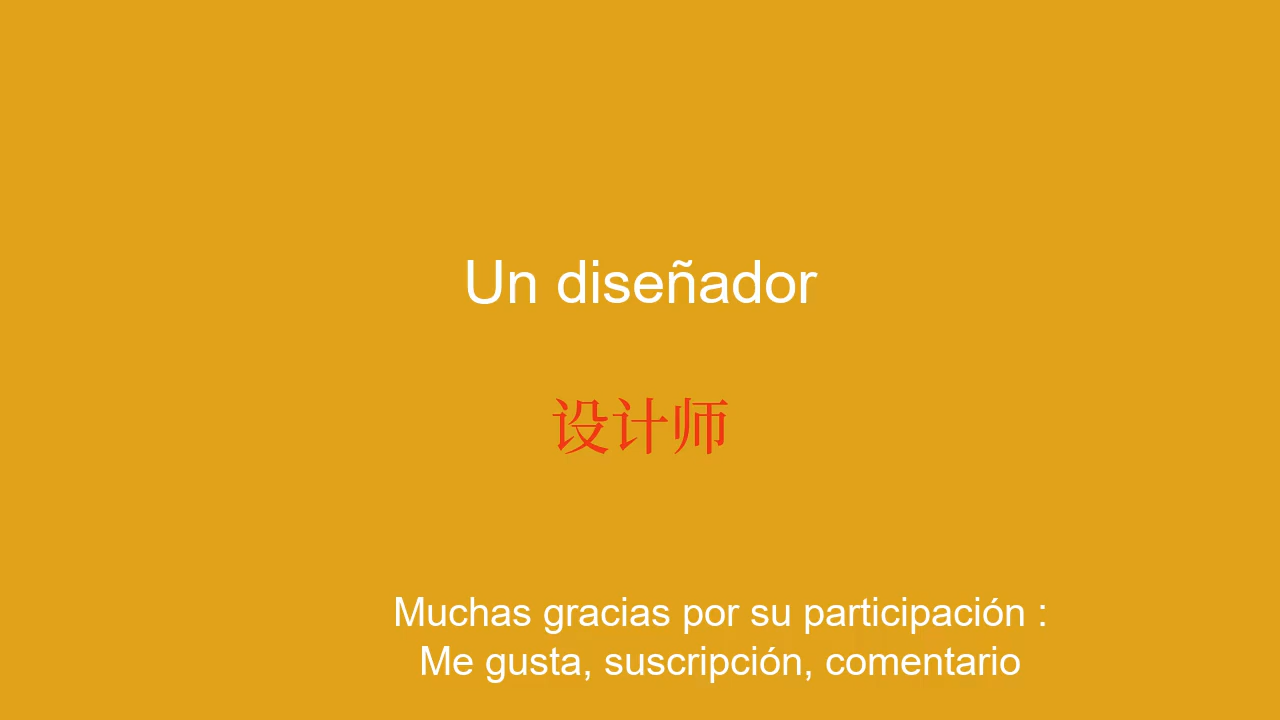 Un diseñador
设计师
Muchas gracias por su participación :
Me gusta, suscripción, comentario